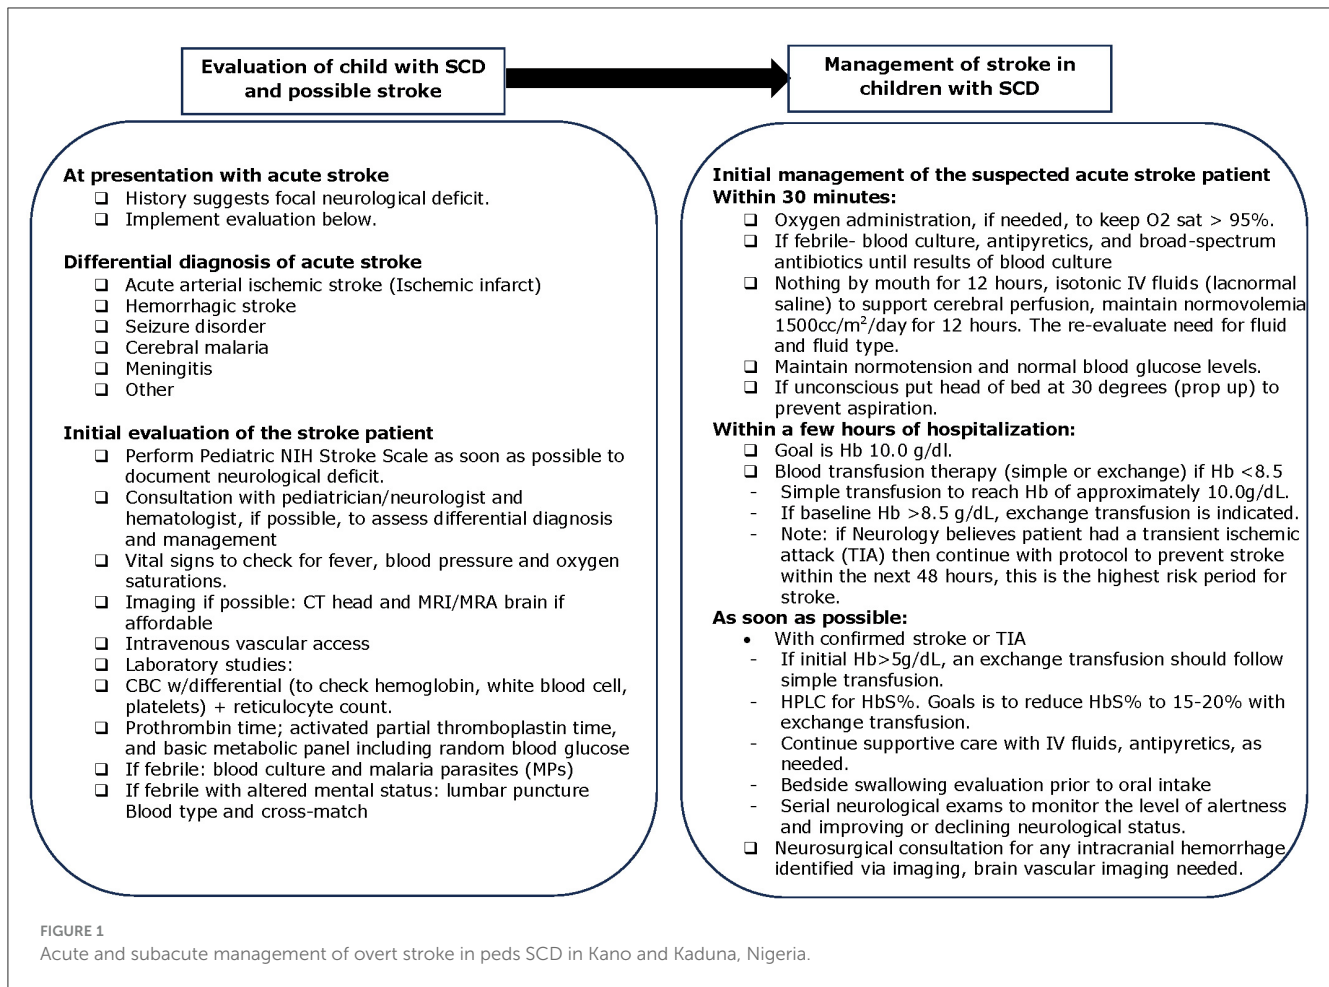 Evaluation of child with SCD
and possible stroke
Management of stroke in
children with SCD
At presentation with acute stroke
❑ History suggests focal neurological deficit.
❑ Implement evaluation below.
Differential diagnosis of acute stroke
❑ Acute arterial ischemic stroke (Ischemic infarct)
❑ Hemorrhagic stroke
❑ Seizure disorder
❑ Cerebral malaria
❑ Meningitis
❑ Other
Initial evaluation of the stroke patient
❑ Perform Pediatric NIH Stroke Scale as soon as possible to
document neurological deficit.
❑ Consultation with pediatrician/neurologist and
hematologist, if possible, to assess differential diagnosis
and management
❑ Vital signs to check for fever, blood pressure and oxygen
saturations.
❑ Imaging if possible: CT head and MRI/MRA brain if
affordable
❑ Intravenous vascular access
❑ Laboratory studies:
❑ CBC w/differential (to check hemoglobin, white blood cell,
platelets) + reticulocyte count.
❑ Prothrombin time; activated partial thromboplastin time,
and basic metabolic panel including random blood glucose
❑ If febrile: blood culture and malaria parasites (MPs)
❑ If febrile with altered mental status: lumbar puncture
Blood type and cross-match
Initial management of the suspected acute stroke patient
Within 30 minutes:
❑ Oxygen administration, if needed, to keep O2 sat > 95%.
❑ If febrile- blood culture, antipyretics, and broad-spectrum
antibiotics until results of blood culture
❑ Nothing by mouth for 12 hours, isotonic IV fluids (lacnormal
saline) to support cerebral perfusion, maintain normovolemia
1500cc/m²/day for 12 hours. The re-evaluate need for fluid
and fluid type.
❑ Maintain normotension and normal blood glucose levels.
❑ If unconscious put head of bed at 30 degrees (prop up) to
prevent aspiration.
Within a few hours of hospitalization:
❑ Goal is Hb 10.0 g/dl.
❑ Blood transfusion therapy (simple or exchange) if Hb <8.5
- Simple transfusion to reach Hb of approximately 10.0g/dL.
- If baseline Hb >8.5 g/dL, exchange transfusion is indicated.
- Note: if Neurology believes patient had a transient ischemic
attack (TIA) then continue with protocol to prevent stroke
within the next 48 hours, this is the highest risk period for
stroke.
As soon as possible:
• With confirmed stroke or TIA
- If initial Hb>5g/dL, an exchange transfusion should follow
simple transfusion.
- HPLC for HbS%. Goals is to reduce HbS% to 15-20% with
exchange transfusion.
- Continue supportive care with IV fluids, antipyretics, as
needed.
- Bedside swallowing evaluation prior to oral intake
- Serial neurological exams to monitor the level of alertness
and improving or declining neurological status.
❑ Neurosurgical consultation for any intracranial hemorrhage
identified via imaging, brain vascular imaging needed.
FIGURE 1
Acute and subacute management of overt stroke in peds SCD in Kano and Kaduna, Nigeria.